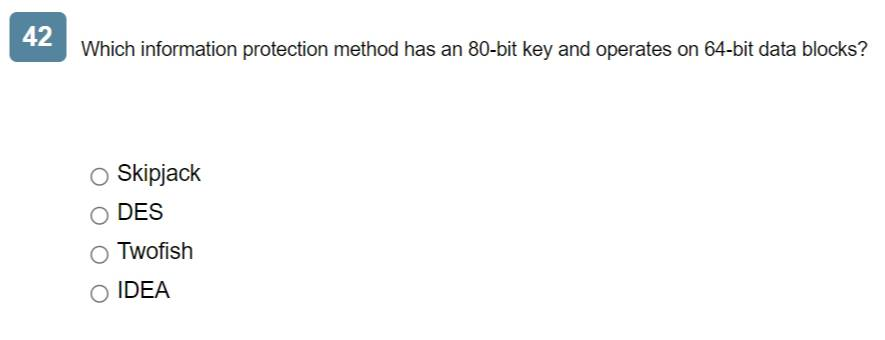 42
Which information protection method has an 80-bit key and operates on 64-bit data blocks?
Skipjack
DES
Twofish
IDEA